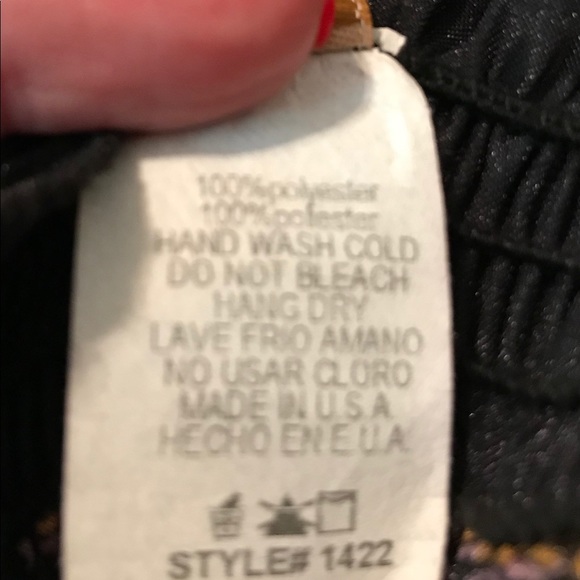 100%polyester
100%poliester
HAND WASH COLD
DO NOT BLEACH
HANG DRY
LAVE FRIO AMANO
NO USAR CLORO
MADE IN U.S.A
HECHO EN E.U.A.
STYLE# 1422